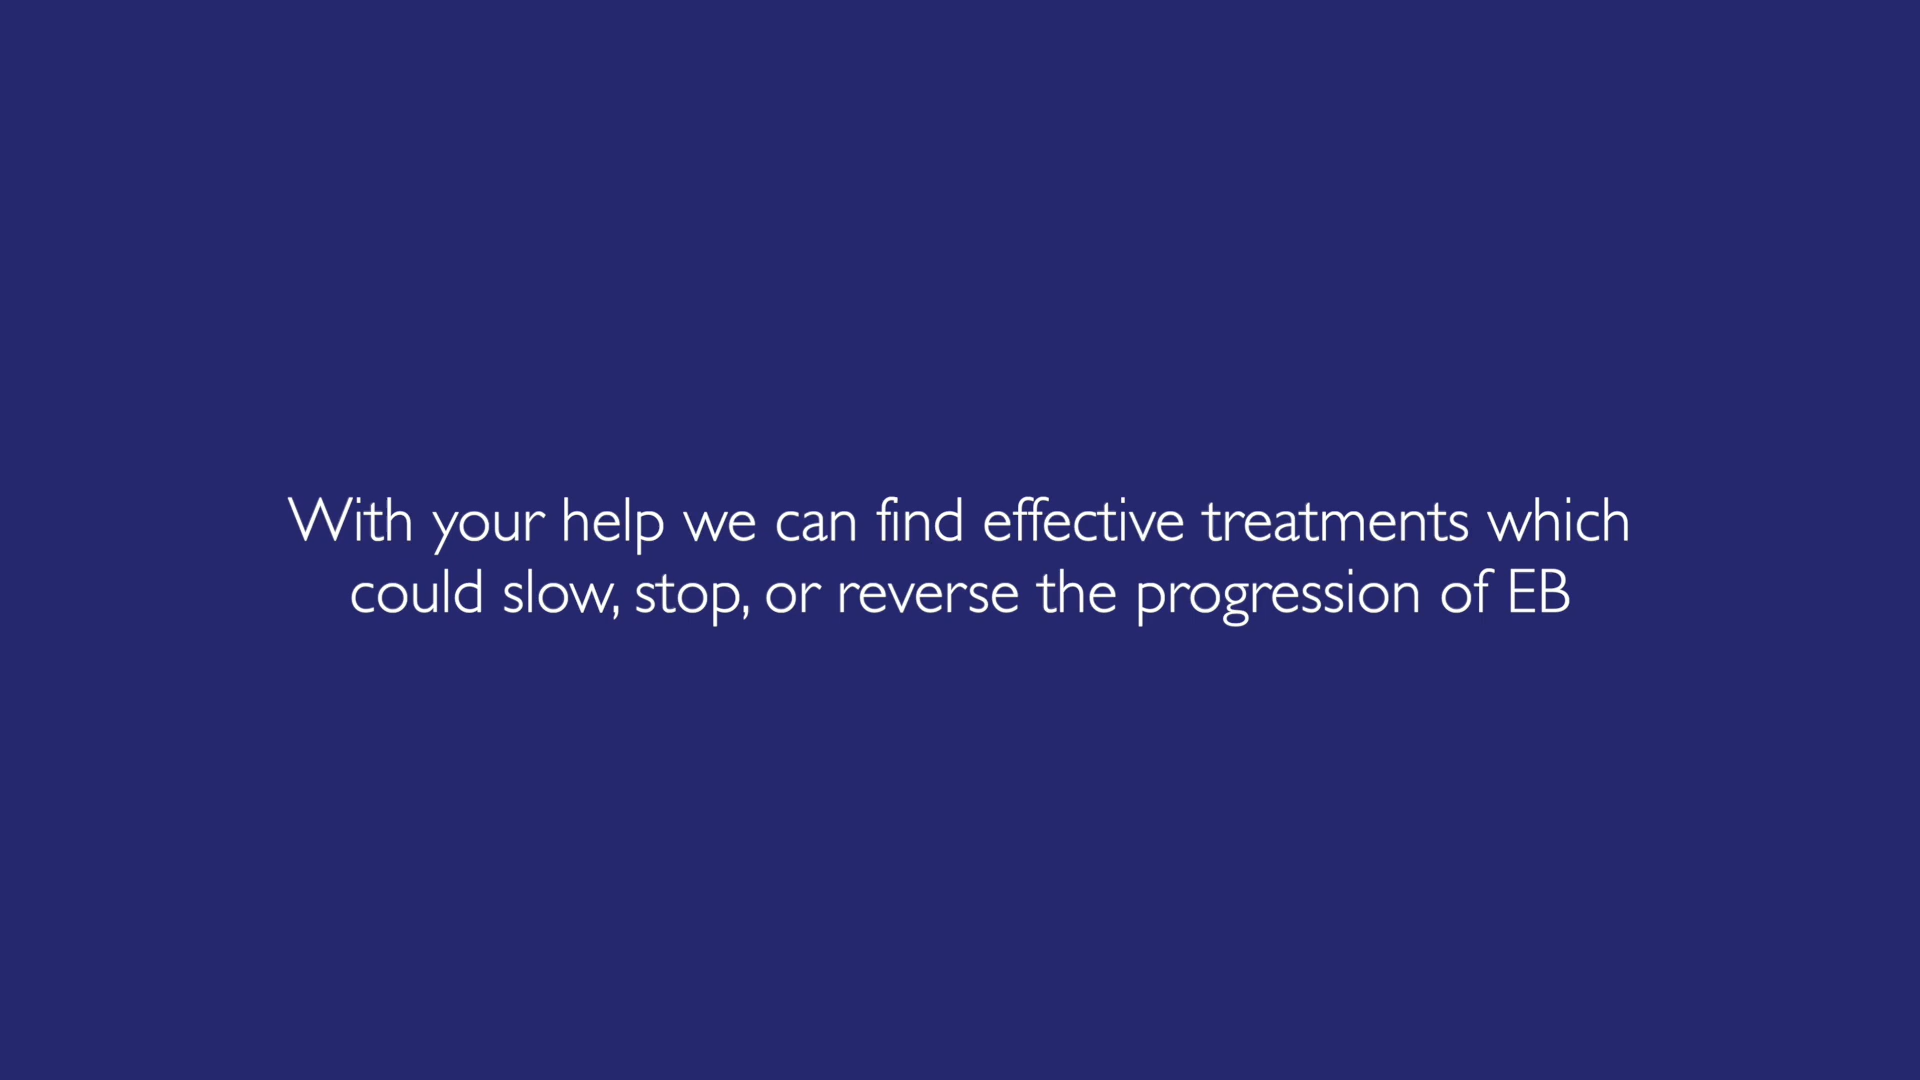 With your help we can find effective treatments which
could slow, stop, or reverse the progression of EB